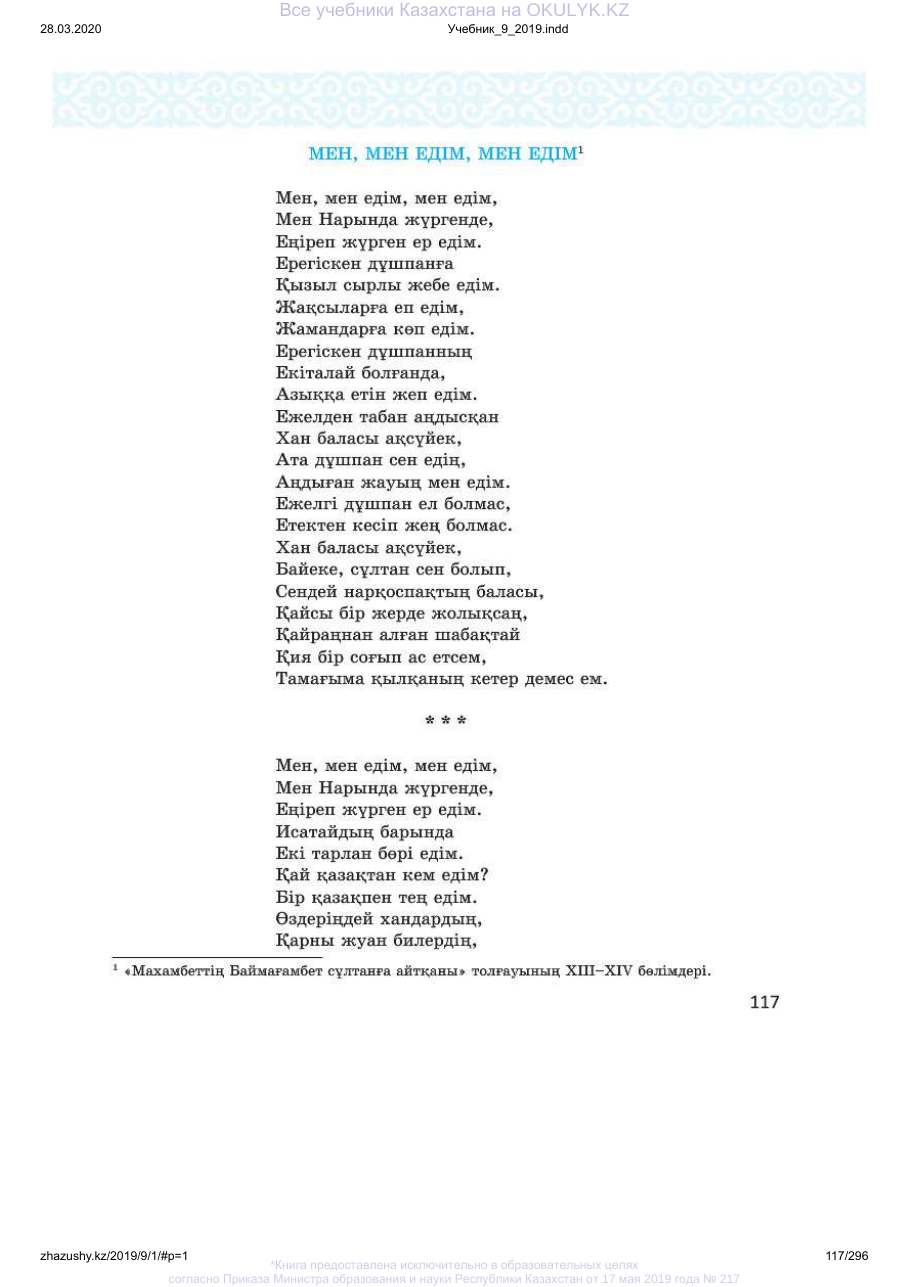 Все учебники Казахстана на OKULYK.KZ
28.03.2020 Учебник_9_2019.indd
МЕН, МЕН ЕДІМ, МЕН ЕДІМ¹
Мен, мен едім, мен едім,
Мен Нарында жүргенде,
Еңіреп жүрген ер едім.
Ерегіскен дұшпанға
Қызыл сырлы жебе едім.
Жақсыларға еп едім,
Жамандарға көп едім.
Ерегіскен дұшпанның
Екіталай болғанда,
Азыққа етін жеп едім.
Ежелден табан аңдысқан
Хан баласы ақсүйек,
Ата дұшпан сен едің,
Аңдыған жауың мен едім.
Ежелгі дұшпан ел болмас,
Етектен кесіп жең болмас.
Хан баласы ақсүйек,
Байеке, сұлтан сен болып,
Сендей нарқоспақтың баласы,
Қайсы бір жерде жолықсаң,
Қайраңнан алған шабақтай
Қия бір соғып ас етсем,
Тамағыма қылқаның кетер демес ем.
* * *
Мен, мен едім, мен едім,
Мен Нарында жүргенде,
Еңіреп жүрген ер едім.
Исатайдың барында
Екі тарлан бөрі едім.
Қай қазақтан кем едім?
Бір қазақпен тең едім.
Өздеріңдей хандардың,
Қарны жуан билердің,
¹ «Махамбеттің Баймағамбет сұлтанға айтқаны» толғауының XIII–XIV бөлімдері.
117
zhazushy.kz/2019/9/1/#p=1 117/296
*Книга предоставлена исключительно в образовательных целях
согласно Приказа Министра образования и науки Республики Казахстан от 17 мая 2019 года № 217